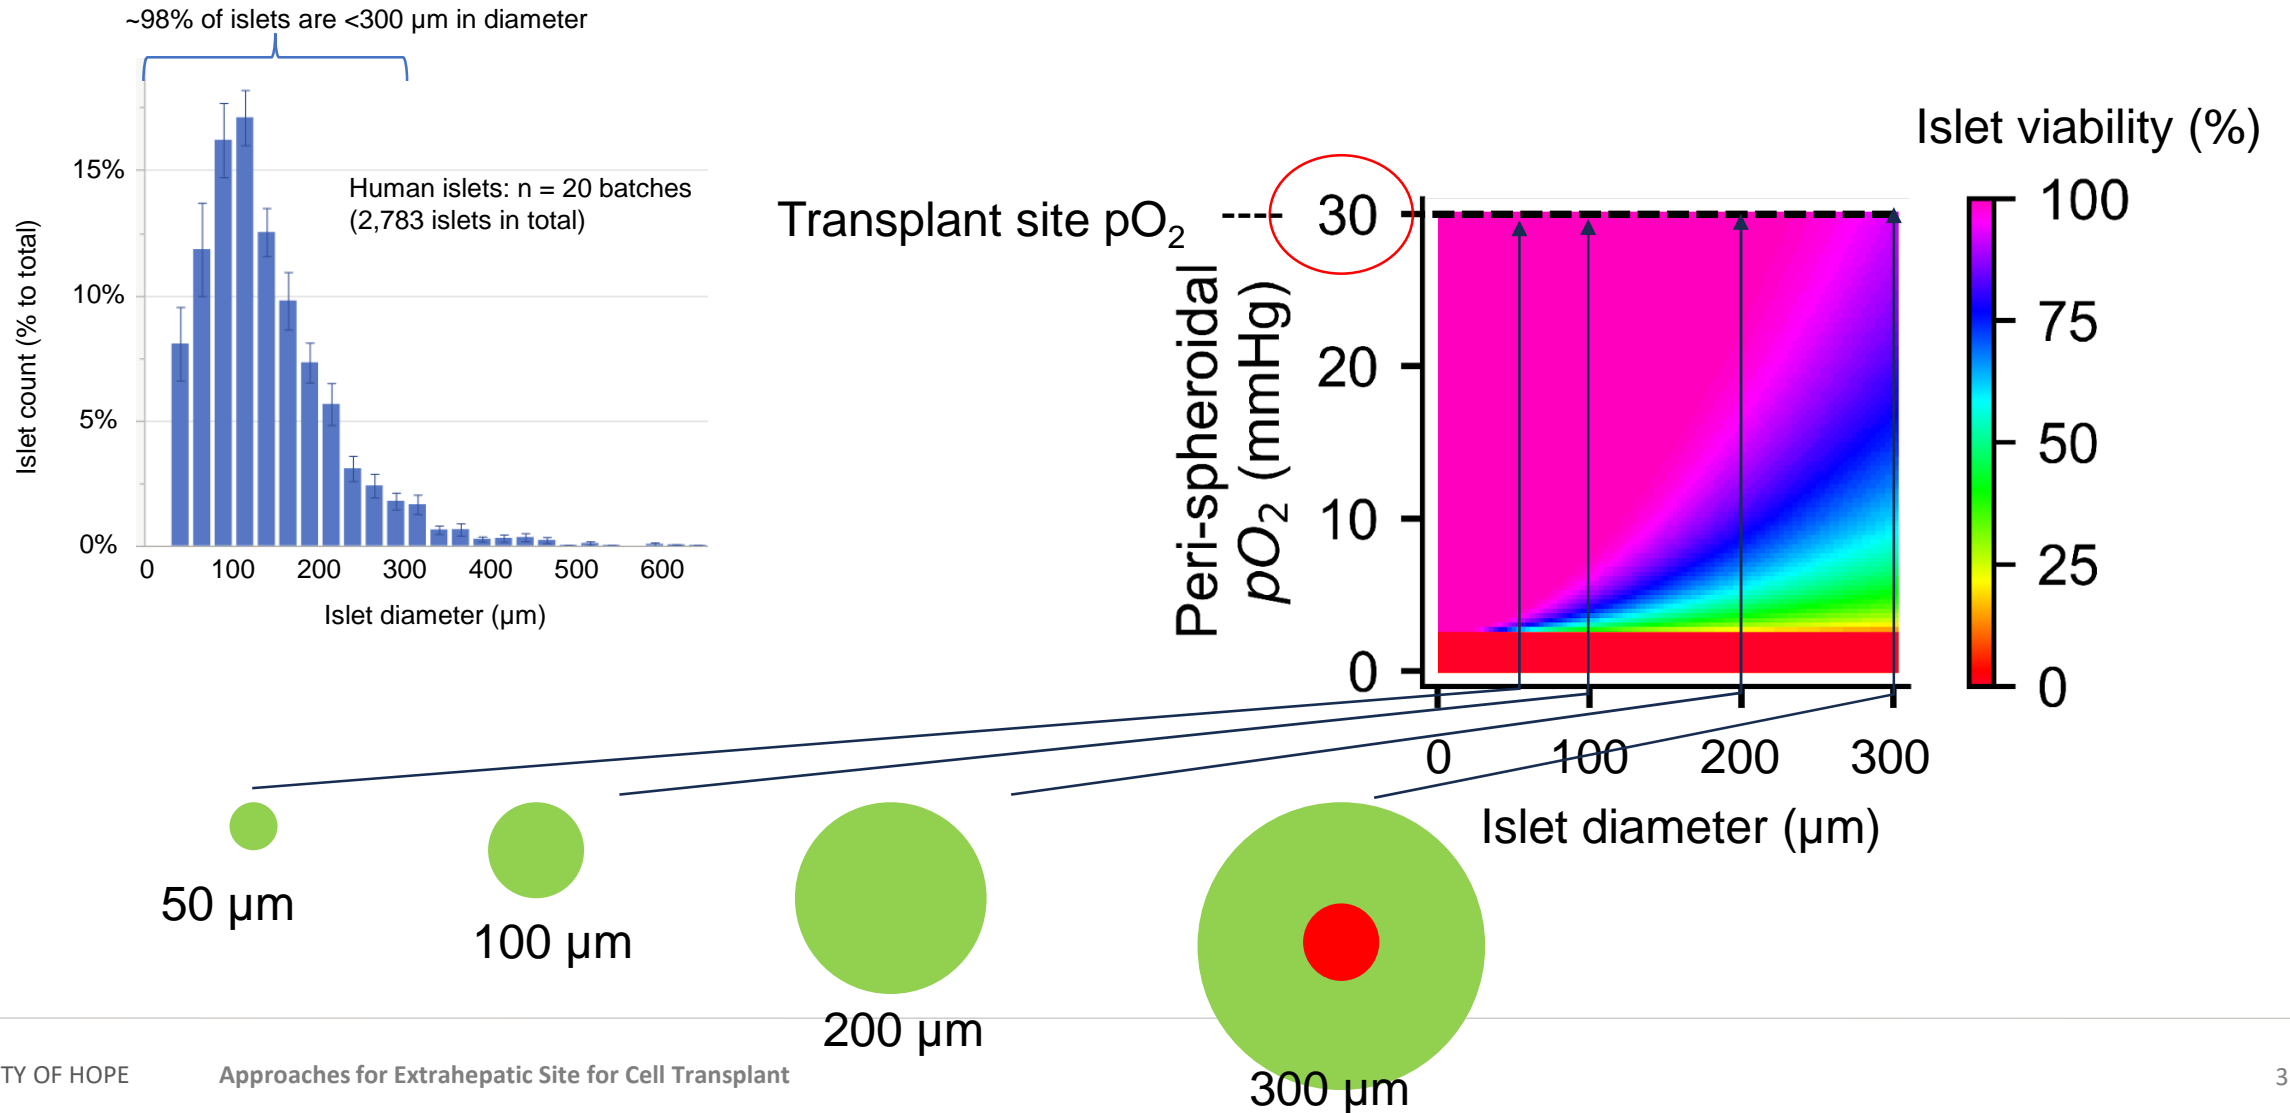 ~98% of islets are <300 µm in diameter
Islet count (% to total)
15%
10%
5%
0%
Human islets: n = 20 batches
(2,783 islets in total)
0 100 200 300 400 500 600
Islet diameter (µm)
Transplant site pO2 ----
Islet viability (%)
Peri-spheroidal
pO2 (mmHg)
30
20
10
0
100
75
50
25
0
0 100 200 300
Islet diameter (µm)
50 µm
100 µm
200 µm
300 µm
TY OF HOPE
Approaches for Extrahepatic Site for Cell Transplant
3